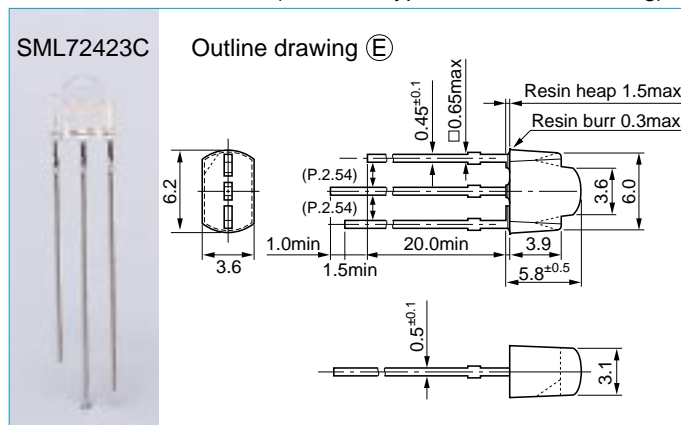 SML72423C
Outline drawing Ⓔ
Resin heap 1.5max
Resin burr 0.3max
0.45±0.1
□0.65max
(P.2.54)
(P.2.54)
6.2
3.6
3.6
6.0
1.0min
20.0min
3.9
1.5min
5.8±0.5
0.5±0.1
3.1